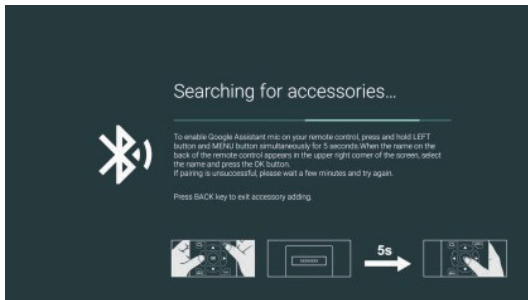 Searching for accessories...
To enable Google Assistant mic on your remote control, press and hold LEFT
button and MENU button simultaneously for 5 seconds.When the name on the
back of the remote control appears in the upper right corner of the screen, select
the name and press the OK button.
If pairing is unsuccessful, please wait a few minutes and try again.
Press BACK key to exit accessory adding.
5s